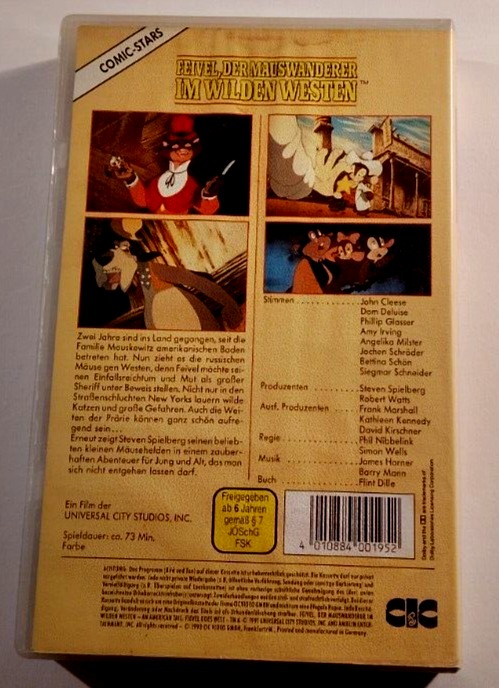 COMIC-STARS
FEIVEL, DER MAUSWANDERER
IM WILDEN WESTEN™
Zwei Jahre sind ins Land gegangen, seit die
Familie Mauskewitz amerikanischen Boden
betreten hat. Nun zieht es die russischen
Mäuse gen Westen, denn Feivel möchte sei-
nen Einfallsreichtum und Mut als großer
Sheriff unter Beweis stellen. Nicht nur in den
Straßenschluchten New Yorks lauern wilde
Katzen und große Gefahren. Auch die Wei-
ten der Prärie können ganz schön aufre-
gend sein...
Erneut zeigt Steven Spielberg seinen belieb-
ten kleinen Mäusehelden in einem zauber-
haften Abenteuer für Jung und Alt, das man
sich nicht entgehen lassen darf.
Ein Film der
UNIVERSAL CITY STUDIOS, INC.
Spieldauer: ca. 73 Min.
Farbe
Stimmen ............ John Cleese
Dom Deluise
Phillip Glasser
Amy Irving
Angelika Milster
Jochen Schröder
Bettina Schön
Siegmar Schneider
Produzenten ....... Steven Spielberg
Robert Watts
Ausf. Produzenten .. Frank Marshall
Kathleen Kennedy
David Kirschner
Regie ............ Phil Nibbelink
Simon Wells
Musik ............ James Horner
Barry Mann
Buch ............ Flint Dille
Freigegeben
ab 6 Jahren
gemäß § 7
JÖSchG
FSK
4 010884 001952
CIC